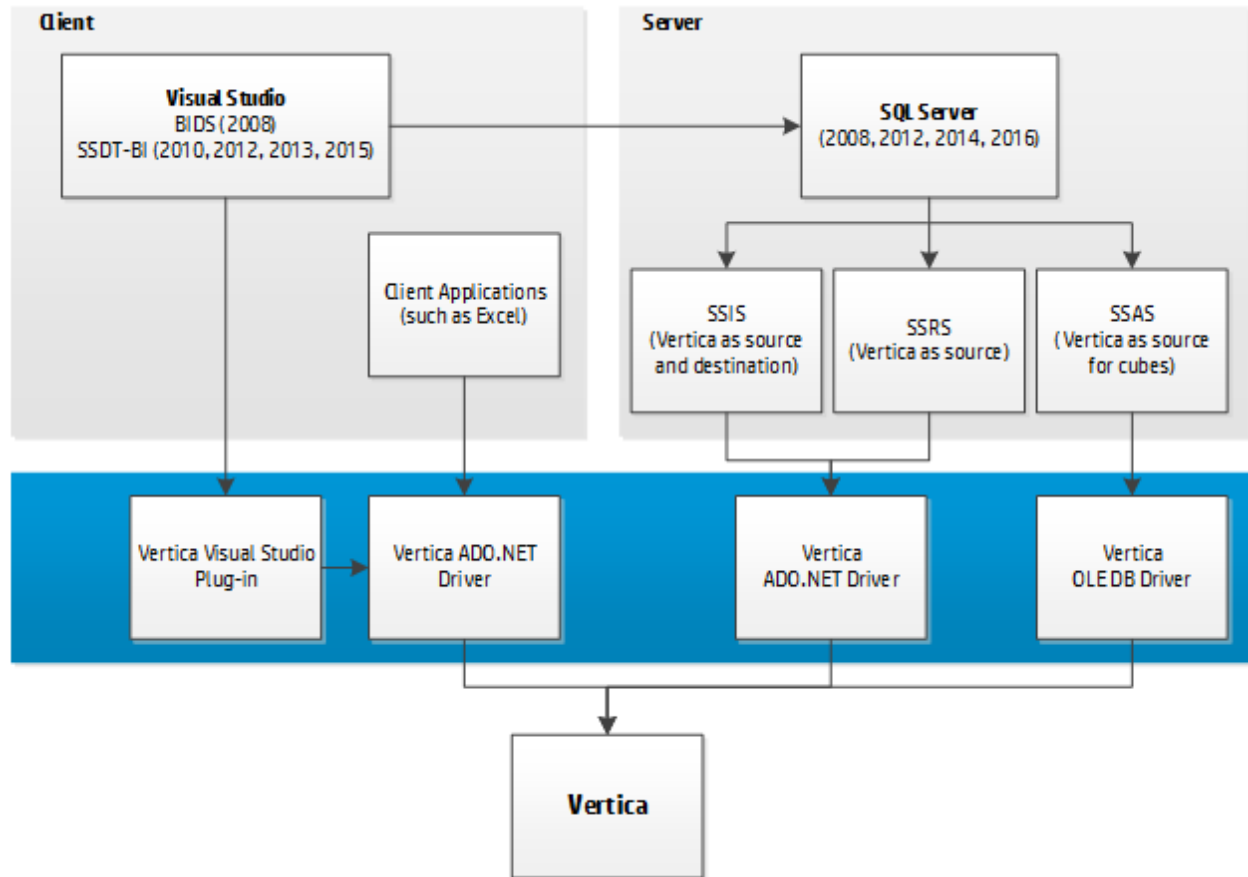 Client
Server
Visual Studio
BIDS (2008)
SSDT-BI (2010, 2012, 2013, 2015)
SQL Server
(2008, 2012, 2014, 2016)
Client Applications
(such as Excel)
SSIS
(Vertica as source
and destination)
SSRS
(Vertica as source)
SSAS
(Vertica as source
for cubes)
Vertica Visual Studio
Plug-in
Vertica ADO.NET
Driver
Vertica
ADO.NET Driver
Vertica
OLEDB Driver
Vertica